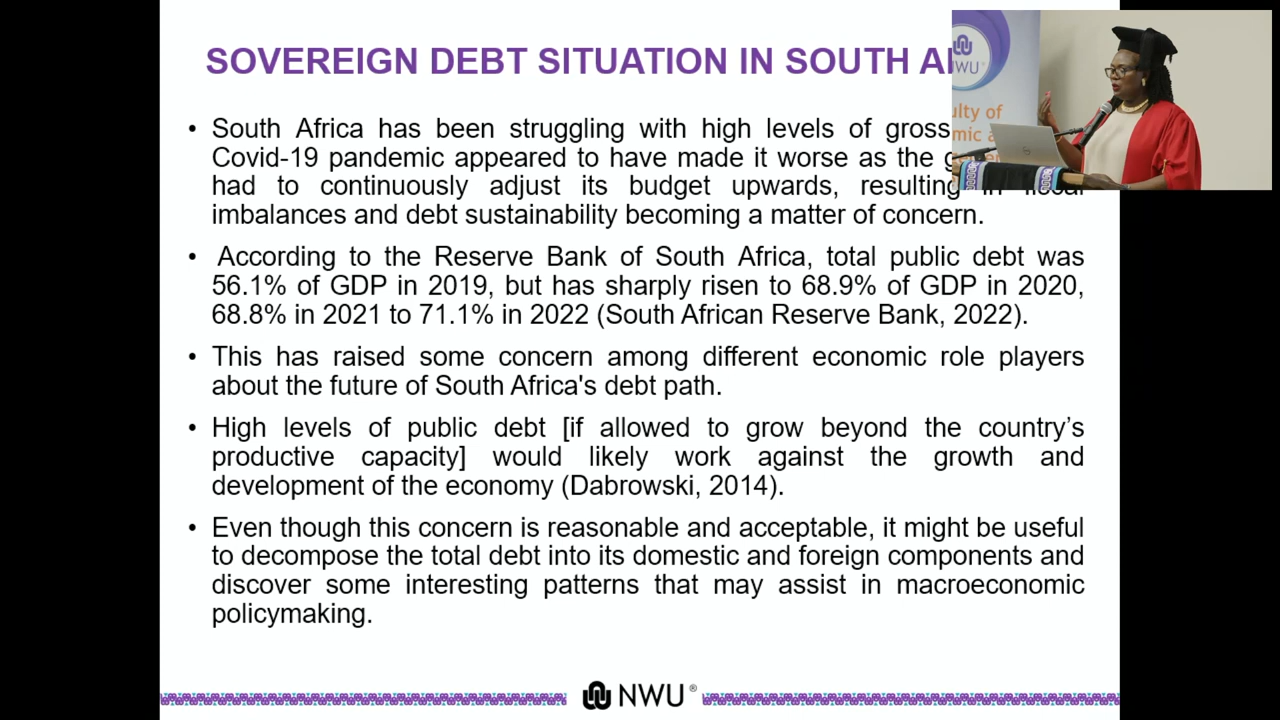 SOVEREIGN DEBT SITUATION IN SOUTH
NWU
ulty of
mic a
• South Africa has been struggling with high levels of gross
Covid-19 pandemic appeared to have made it worse as the
had to continuously adjust its budget upwards, resulting in fiscal
imbalances and debt sustainability becoming a matter of concern.
• According to the Reserve Bank of South Africa, total public debt was
56.1% of GDP in 2019, but has sharply risen to 68.9% of GDP in 2020,
68.8% in 2021 to 71.1% in 2022 (South African Reserve Bank, 2022).
• This has raised some concern among different economic role players
about the future of South Africa's debt path.
• High levels of public debt [if allowed to grow beyond the country’s
productive capacity] would likely work against the growth and
development of the economy (Dabrowski, 2014).
• Even though this concern is reasonable and acceptable, it might be useful
to decompose the total debt into its domestic and foreign components and
discover some interesting patterns that may assist in macroeconomic
policymaking.
NWU®